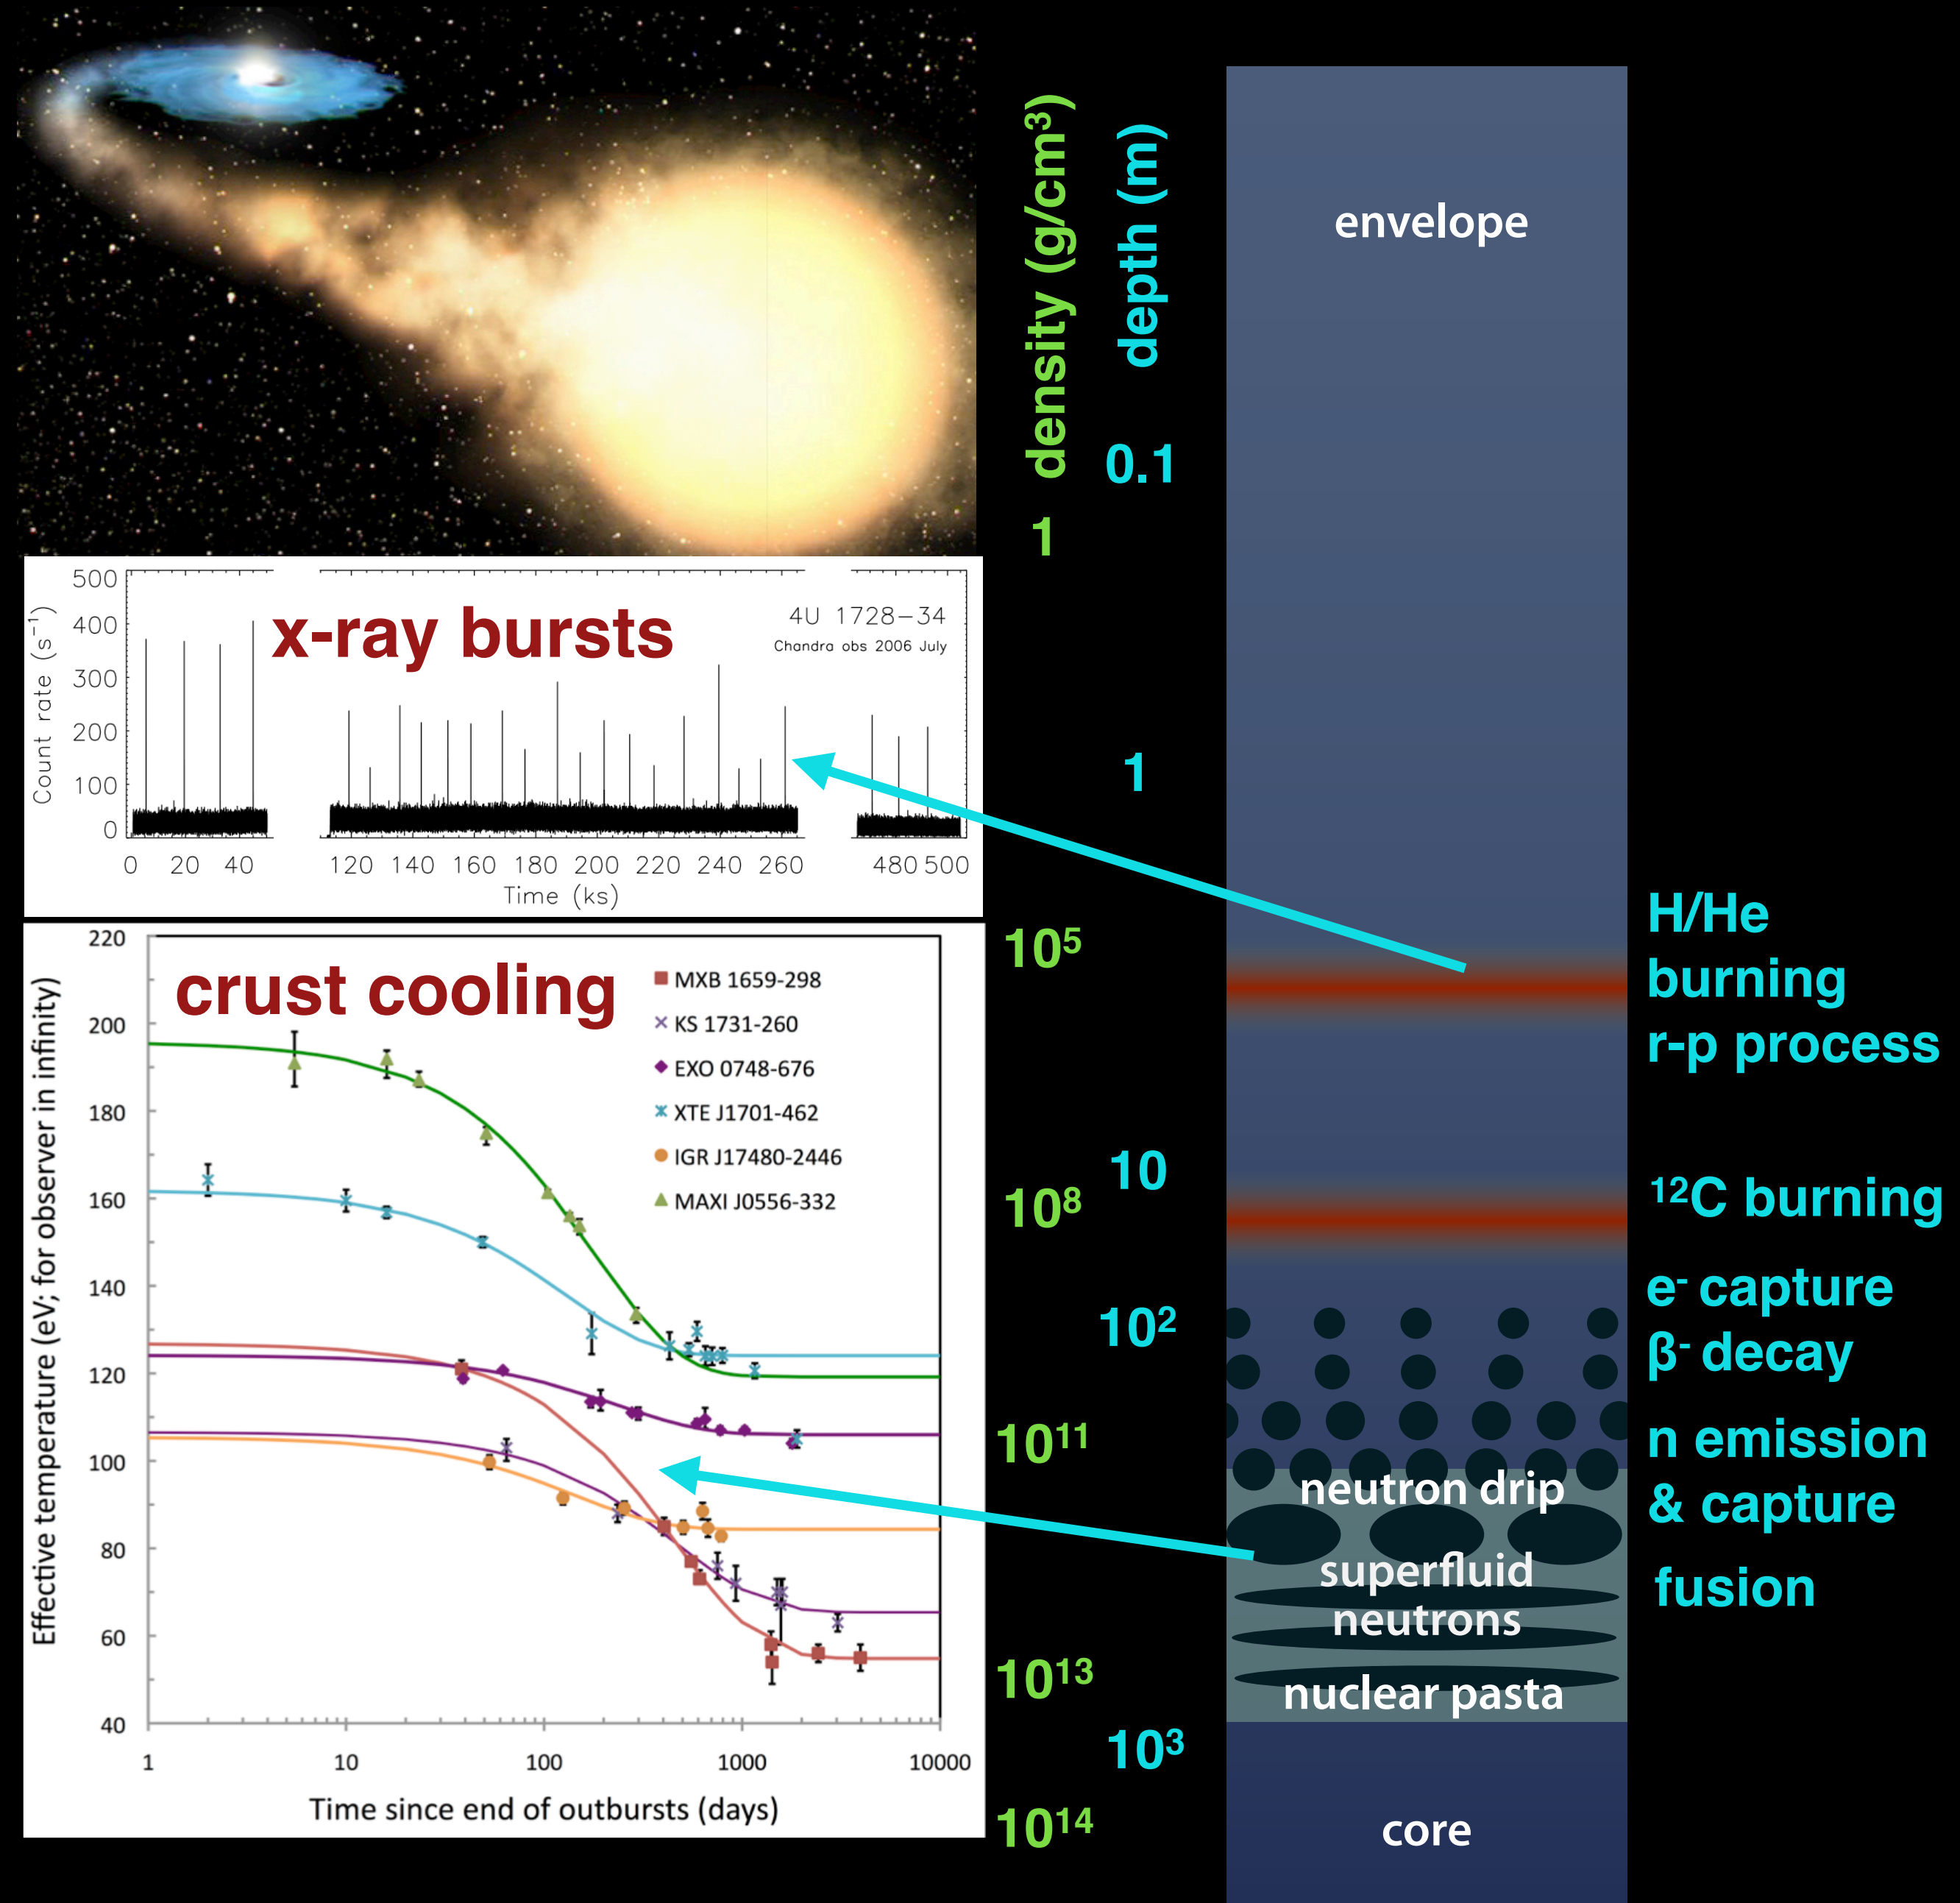 x-ray bursts
4U 1728−34
Chandra obs 2006 July
Count rate (s⁻¹)
500
400
300
200
100
0
0 20 40 120 140 160 180 200 220 240 260 480 500
Time (ks)
crust cooling
MXB 1659-298
KS 1731-260
EXO 0748-676
XTE J1701-462
IGR J17480-2446
MAXI J0556-332
Effective temperature (eV; for observer in infinity)
220
200
180
160
140
120
100
80
60
40
1 10 100 1000 10000
Time since end of outbursts (days)
density (g/cm³)
1
10⁵
10⁸
10¹¹
10¹³
10¹⁴
depth (m)
0.1
1
10
10²
10³
envelope
neutron drip
superfluid
neutrons
nuclear pasta
core
H/He
burning
r-p process
¹²C burning
e⁻ capture
β⁻ decay
n emission
& capture
fusion